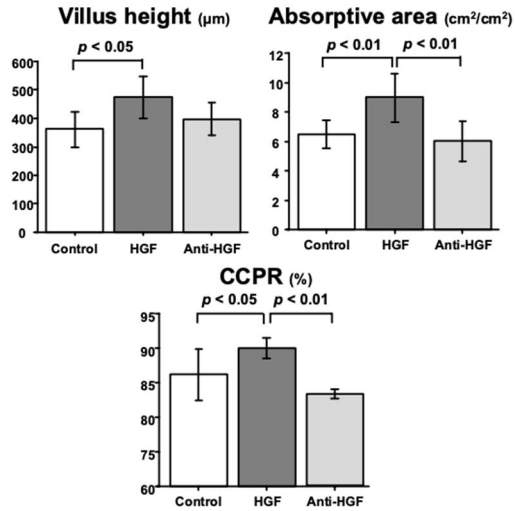 Villus height (μm)
p < 0.05
600
500
400
300
200
100
0
Control HGF Anti-HGF
Absorptive area (cm²/cm²)
p < 0.01 p < 0.01
12
10
8
6
4
2
0
Control HGF Anti-HGF
CCPR (%)
p < 0.05 p < 0.01
95
90
85
80
75
60
Control HGF Anti-HGF